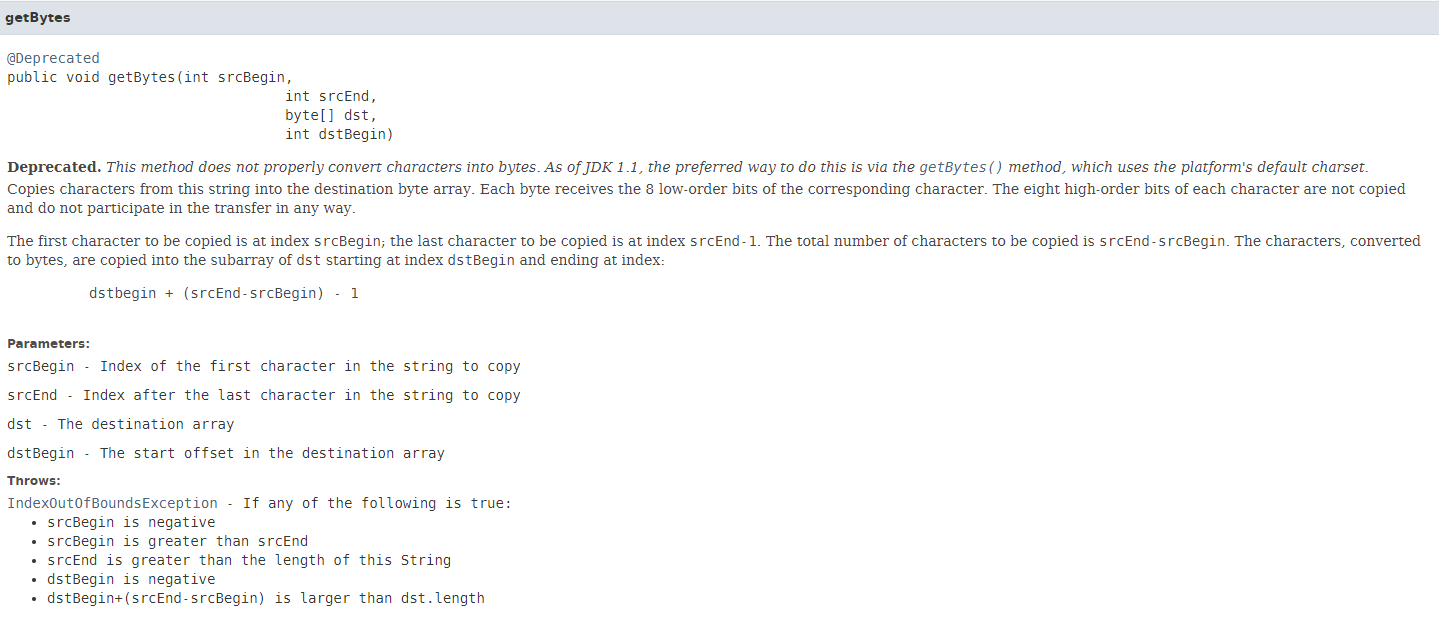 getBytes
@Deprecated
public void getBytes(int srcBegin,
int srcEnd,
byte[] dst,
int dstBegin)
Deprecated. This method does not properly convert characters into bytes. As of JDK 1.1, the preferred way to do this is via the getBytes() method, which uses the platform's default charset.
Copies characters from this string into the destination byte array. Each byte receives the 8 low-order bits of the corresponding character. The eight high-order bits of each character are not copied
and do not participate in the transfer in any way.
The first character to be copied is at index srcBegin; the last character to be copied is at index srcEnd-1. The total number of characters to be copied is srcEnd-srcBegin. The characters, converted
to bytes, are copied into the subarray of dst starting at index dstBegin and ending at index:
dstbegin + (srcEnd-srcBegin) - 1
Parameters:
srcBegin - Index of the first character in the string to copy
srcEnd - Index after the last character in the string to copy
dst - The destination array
dstBegin - The start offset in the destination array
Throws:
IndexOutOfBoundsException - If any of the following is true:
• srcBegin is negative
• srcBegin is greater than srcEnd
• srcEnd is greater than the length of this String
• dstBegin is negative
• dstBegin+(srcEnd-srcBegin) is larger than dst.length